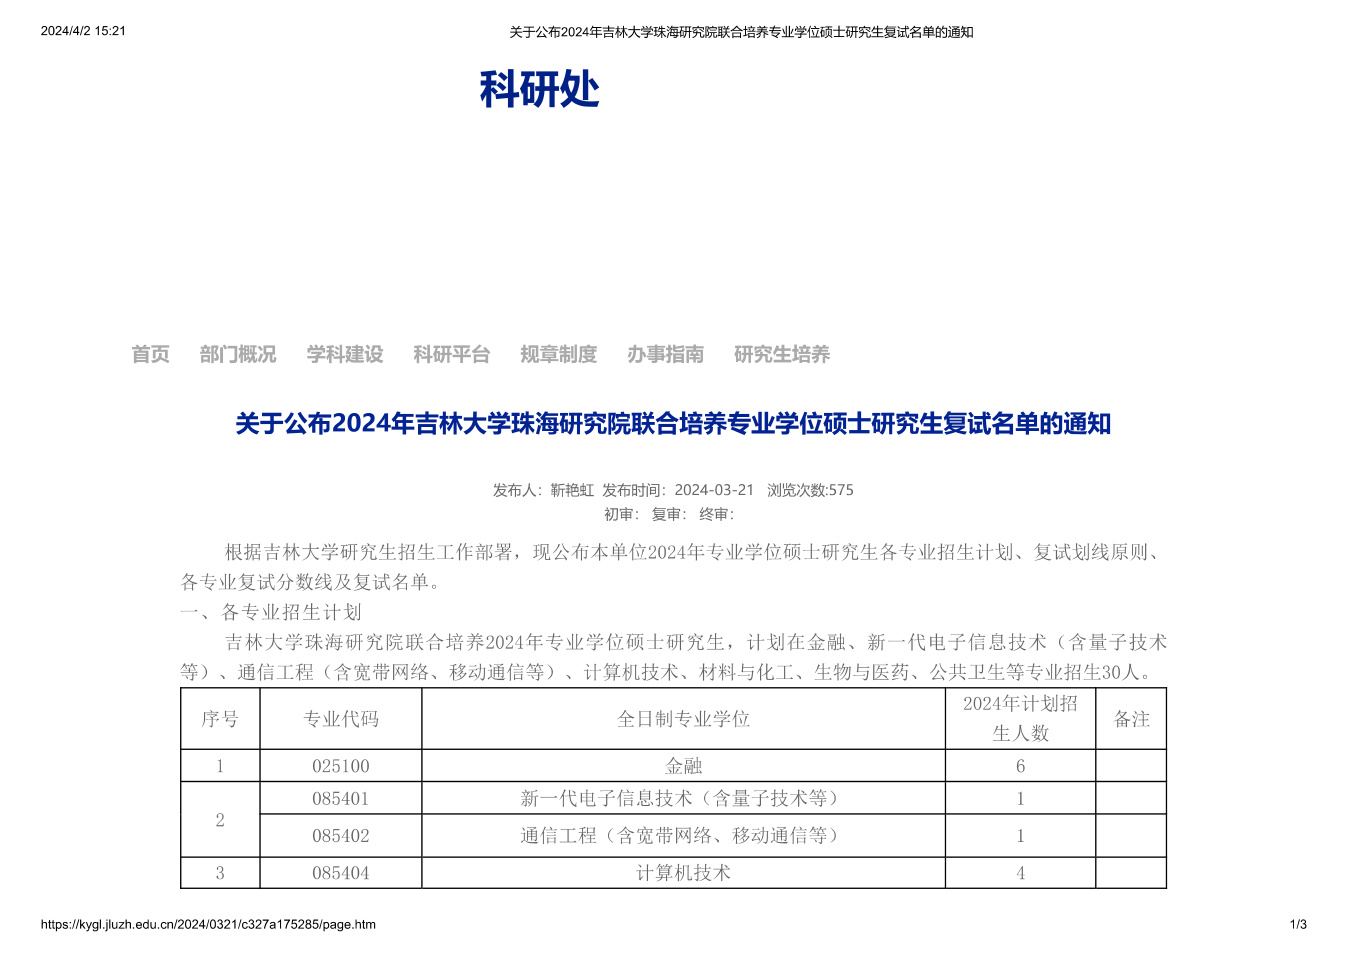 2024/4/2 15:21
关于公布2024年吉林大学珠海研究院联合培养专业学位硕士研究生复试名单的通知
科研处
首页 部门概况 学科建设 科研平台 规章制度 办事指南 研究生培养
关于公布2024年吉林大学珠海研究院联合培养专业学位硕士研究生复试名单的通知
发布人：靳艳虹 发布时间：2024-03-21 浏览次数:575
初审： 复审： 终审：
根据吉林大学研究生招生工作部署，现公布本单位2024年专业学位硕士研究生各专业招生计划、复试划线原则、
各专业复试分数线及复试名单。
一、各专业招生计划
吉林大学珠海研究院联合培养2024年专业学位硕士研究生，计划在金融、新一代电子信息技术（含量子技术
等）、通信工程（含宽带网络、移动通信等）、计算机技术、材料与化工、生物与医药、公共卫生等专业招生30人。
序号 专业代码 全日制专业学位 2024年计划招
生人数 备注
1 025100 金融 6
2 085401 新一代电子信息技术（含量子技术等） 1
085402 通信工程（含宽带网络、移动通信等） 1
3 085404 计算机技术 4
https://kygl.jluzh.edu.cn/2024/0321/c327a175285/page.htm
1/3